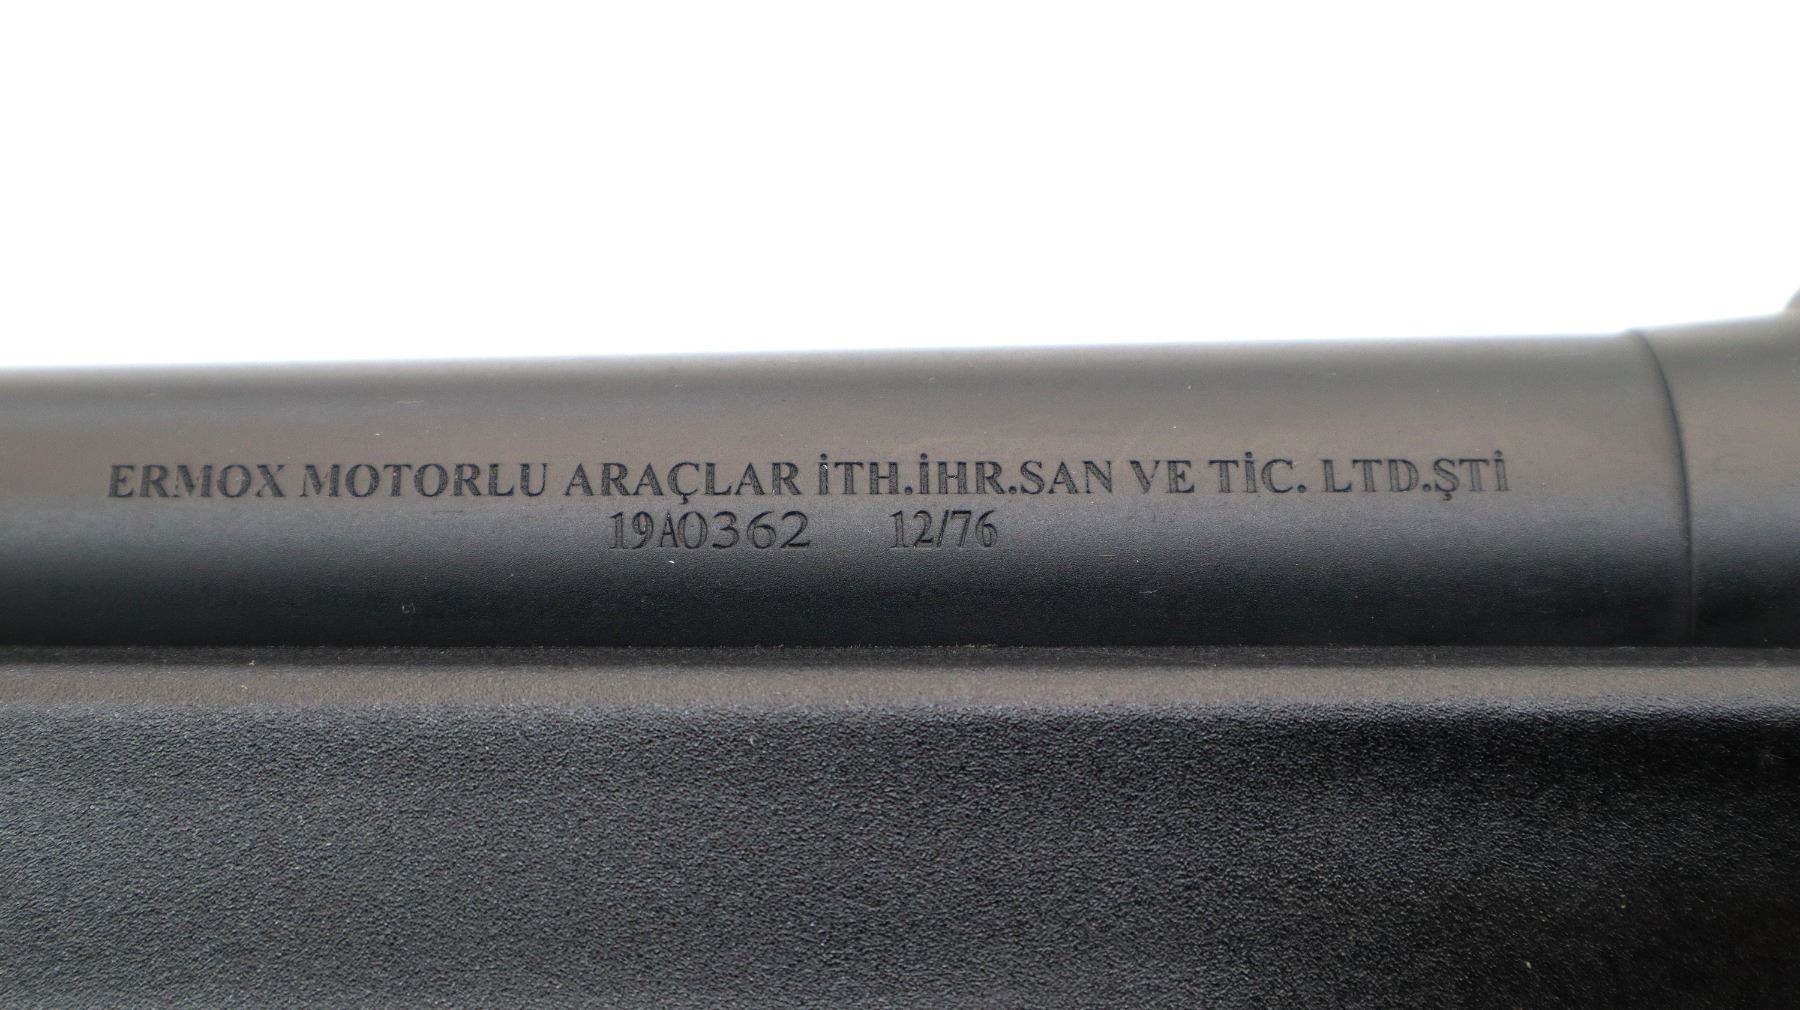 ERMOX MOTORLU ARAÇLAR İTH.İHR.SAN VE TİC. LTD.ŞTİ
19A0362 12/76